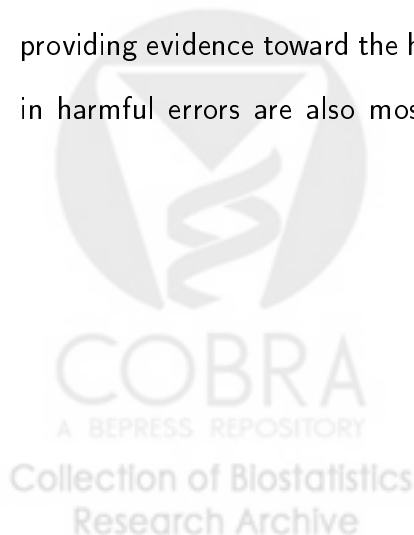 providing evidence toward the h
in harmful errors are also mos
COBRA
A BEPRESS REPOSITORY
Collection of Biostatistics
Research Archive